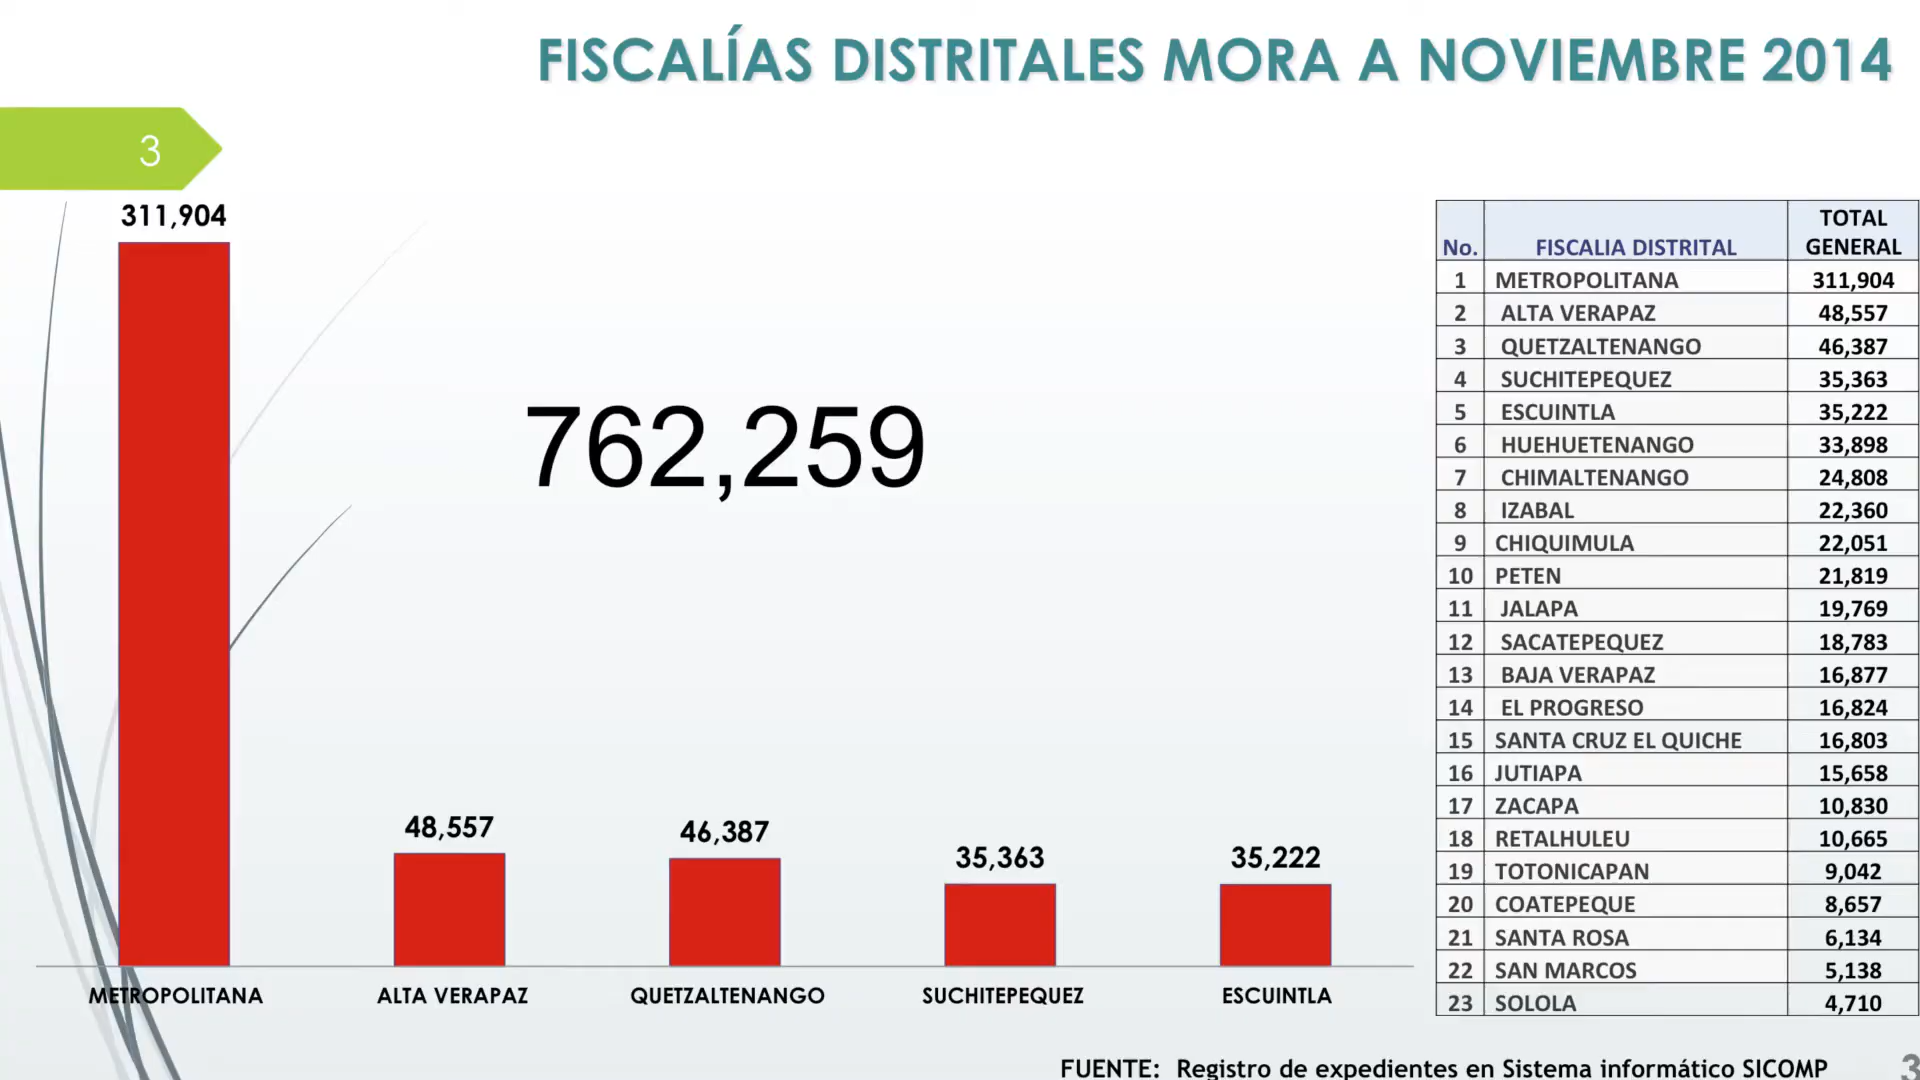 FISCALÍAS DISTRITALES MORA A NOVIEMBRE 2014
3
311,904
762,259
48,557
46,387
35,363
35,222
METROPOLITANA
ALTA VERAPAZ
QUETZALTENANGO
SUCHITEPEQUEZ
ESCUINTLA
No. FISCALIA DISTRITAL TOTAL GENERAL
1 METROPOLITANA 311,904
2 ALTA VERAPAZ 48,557
3 QUETZALTENANGO 46,387
4 SUCHITEPEQUEZ 35,363
5 ESCUINTLA 35,222
6 HUEHUETENANGO 33,898
7 CHIMALTENANGO 24,808
8 IZABAL 22,360
9 CHIQUIMULA 22,051
10 PETEN 21,819
11 JALAPA 19,769
12 SACATEPEQUEZ 18,783
13 BAJA VERAPAZ 16,877
14 EL PROGRESO 16,824
15 SANTA CRUZ EL QUICHE 16,803
16 JUTIAPA 15,658
17 ZACAPA 10,830
18 RETALHULEU 10,665
19 TOTONICAPAN 9,042
20 COATEPEQUE 8,657
21 SANTA ROSA 6,134
22 SAN MARCOS 5,138
23 SOLOLA 4,710
FUENTE: Registro de expedientes en Sistema informático SICOMP
3